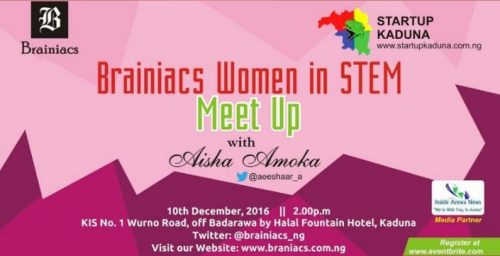 B
Brainiacs
STARTUP
KADUNA
www.startupkaduna.com.ng
Brainiacs Women in STEM
Meet Up
with
Aisha Amoka
@aeeshaar_a
10th December, 2016 || 2.00p.m
KIS No. 1 Wurno Road, off Badarawa by Halal Fountain Hotel, Kaduna
Twitter: @brainiacs_ng
Visit our Website: www.braniacs.com.ng
Inside Arewa News
"We're With You, In Arewa"
Media Partner
Register at
www.eventbrite.com